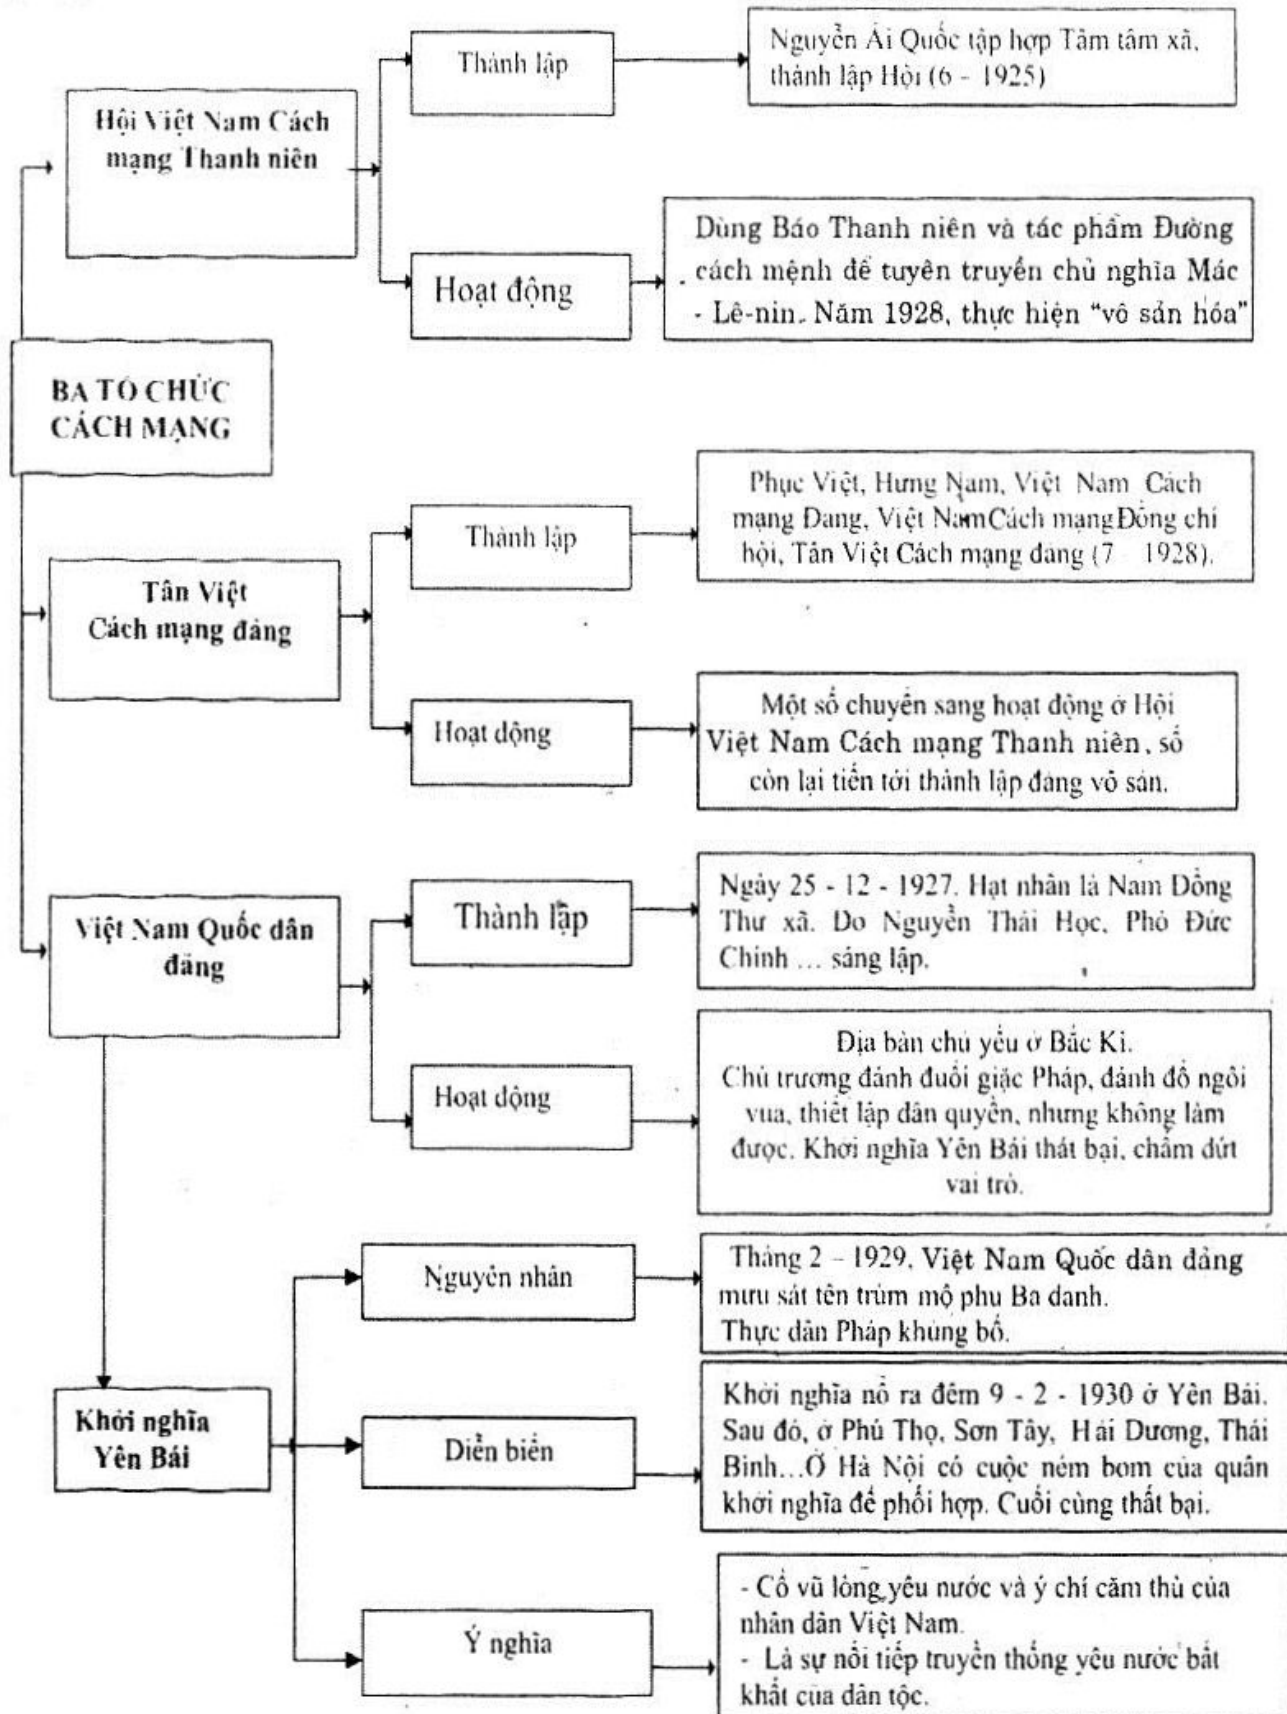 Thành lập
Nguyễn Ái Quốc tập hợp Tâm tâm xã,
thành lập Hội (6 - 1925)
Hội Việt Nam Cách
mạng Thanh niên
Hoạt động
Dùng Báo Thanh niên và tác phẩm Đường
cách mệnh để tuyên truyền chủ nghĩa Mác
- Lê-nin. Năm 1928, thực hiện “vô sản hóa”
BA TỔ CHỨC
CÁCH MẠNG
Thành lập
Phục Việt, Hưng Nam, Việt Nam Cách
mạng Đảng, Việt Nam Cách mạng Đồng chí
hội, Tân Việt Cách mạng đảng (7 1928).
Tân Việt
Cách mạng đảng
Hoạt động
Một số chuyển sang hoạt động ở Hội
Việt Nam Cách mạng Thanh niên, số
còn lại tiến tới thành lập đảng vô sản.
Việt Nam Quốc dân
đảng
Thành lập
Ngày 25 - 12 - 1927. Hạt nhân là Nam Đồng
Thư xã. Do Nguyễn Thái Học, Phó Đức
Chính ... sáng lập.
Hoạt động
Địa bàn chủ yếu ở Bắc Kì.
Chủ trương đánh đuổi giặc Pháp, đánh đổ ngôi
vua, thiết lập dân quyền, nhưng không làm
được. Khởi nghĩa Yên Bái thất bại, chấm dứt
vai trò.
Khởi nghĩa
Yên Bái
Nguyên nhân
Tháng 2 - 1929, Việt Nam Quốc dân đảng
mưu sát tên trùm mộ phu Ba danh.
Thực dân Pháp khủng bố.
Diễn biến
Khởi nghĩa nổ ra đêm 9 - 2 - 1930 ở Yên Bái.
Sau đó, ở Phú Thọ, Sơn Tây, Hải Dương, Thái
Bình...Ở Hà Nội có cuộc ném bom của quân
khởi nghĩa để phối hợp. Cuối cùng thất bại.
Ý nghĩa
- Cổ vũ lòng yêu nước và ý chí căm thù của
nhân dân Việt Nam.
- Là sự nối tiếp truyền thống yêu nước bất
khất của dân tộc.